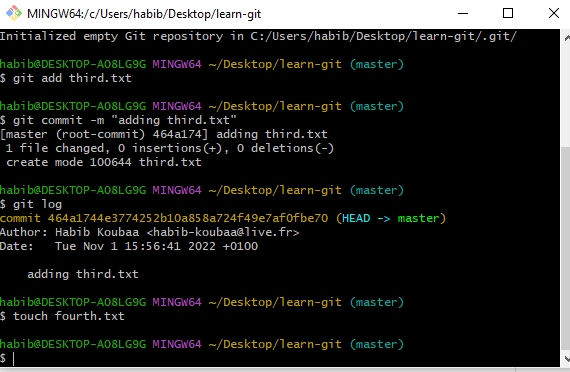 MINGW64:/c/Users/habib/Desktop/learn-git
Initialized empty Git repository in C:/Users/habib/Desktop/learn-git/.git/
habib@DESKTOP-AO8LG9G MINGW64 ~/Desktop/learn-git (master)
$ git add third.txt
habib@DESKTOP-AO8LG9G MINGW64 ~/Desktop/learn-git (master)
$ git commit -m "adding third.txt"
[master (root-commit) 464a174] adding third.txt
 1 file changed, 0 insertions(+), 0 deletions(-)
 create mode 100644 third.txt
habib@DESKTOP-AO8LG9G MINGW64 ~/Desktop/learn-git (master)
$ git log
commit 464a1744e3774252b10a858a724f49e7af0fbe70 (HEAD -> master)
Author: Habib Koubaa <habib-koubaa@live.fr>
Date:   Tue Nov 1 15:56:41 2022 +0100
    adding third.txt
habib@DESKTOP-AO8LG9G MINGW64 ~/Desktop/learn-git (master)
$ touch fourth.txt
habib@DESKTOP-AO8LG9G MINGW64 ~/Desktop/learn-git (master)
$